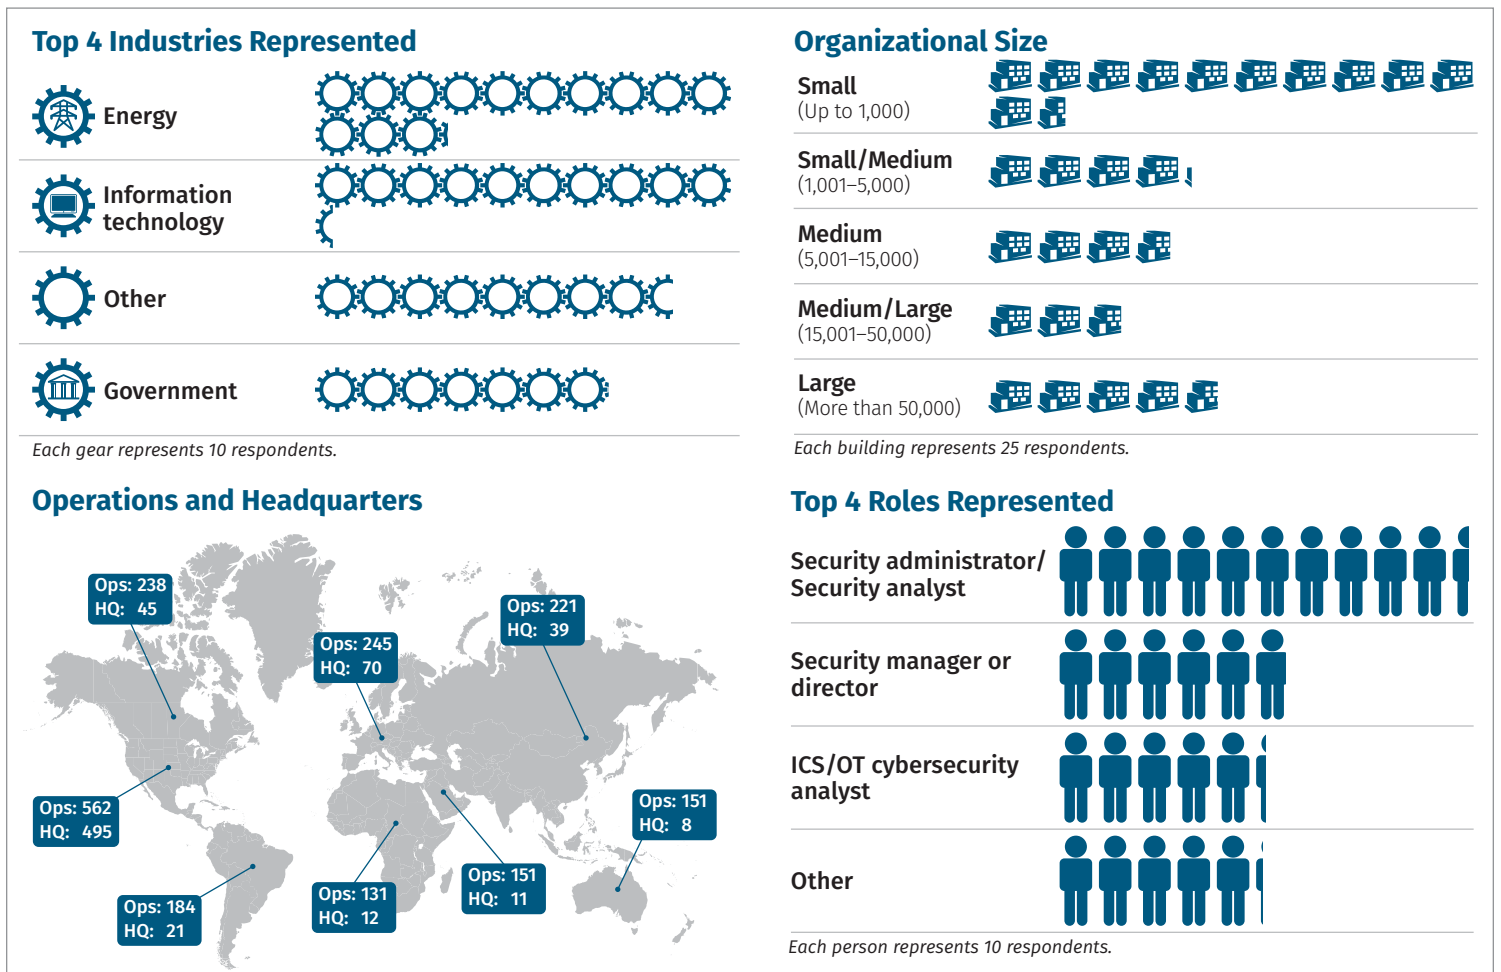 Top 4 Industries Represented
Energy
Information
technology
Other
Government
Each gear represents 10 respondents.
Organizational Size
Small
(Up to 1,000)
Small/Medium
(1,001–5,000)
Medium
(5,001–15,000)
Medium/Large
(15,001–50,000)
Large
(More than 50,000)
Each building represents 25 respondents.
Operations and Headquarters
Ops: 238
HQ: 45
Ops: 245
HQ: 70
Ops: 221
HQ: 39
Ops: 562
HQ: 495
Ops: 151
HQ: 8
Ops: 184
HQ: 21
Ops: 131
HQ: 12
Ops: 151
HQ: 11
Top 4 Roles Represented
Security administrator/
Security analyst
Security manager or
director
ICS/OT cybersecurity
analyst
Other
Each person represents 10 respondents.